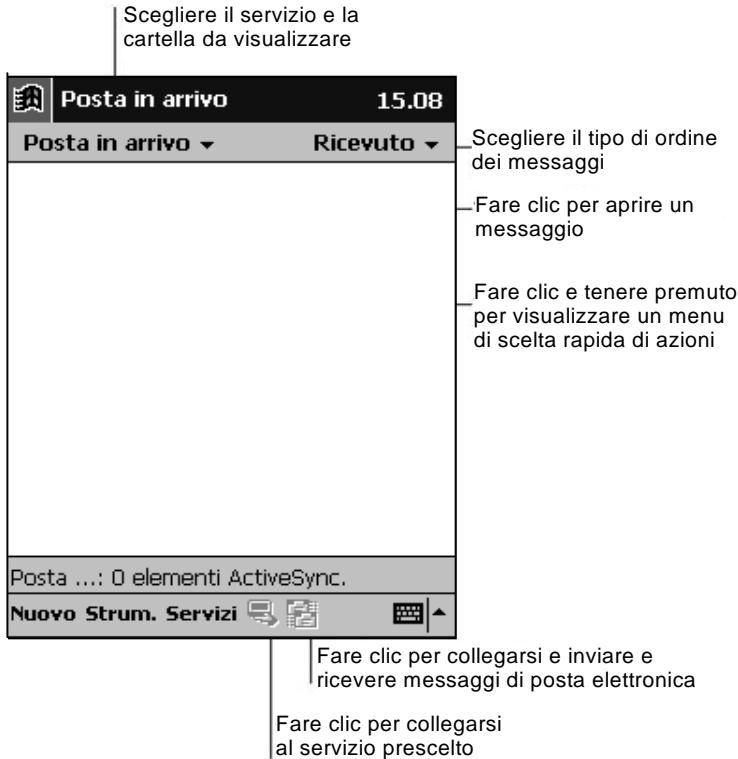 Scegliere il servizio e la
cartella da visualizzare
Posta in arrivo 15.08
Posta in arrivo Ricevuto
Scegliere il tipo di ordine
dei messaggi
Fare clic per aprire un
messaggio
Fare clic e tenere premuto
per visualizzare un menu
di scelta rapida di azioni
Posta ...: 0 elementi ActiveSync.
Nuovo Strum. Servizi
Fare clic per collegarsi e inviare e
ricevere messaggi di posta elettronica
Fare clic per collegarsi
al servizio prescelto